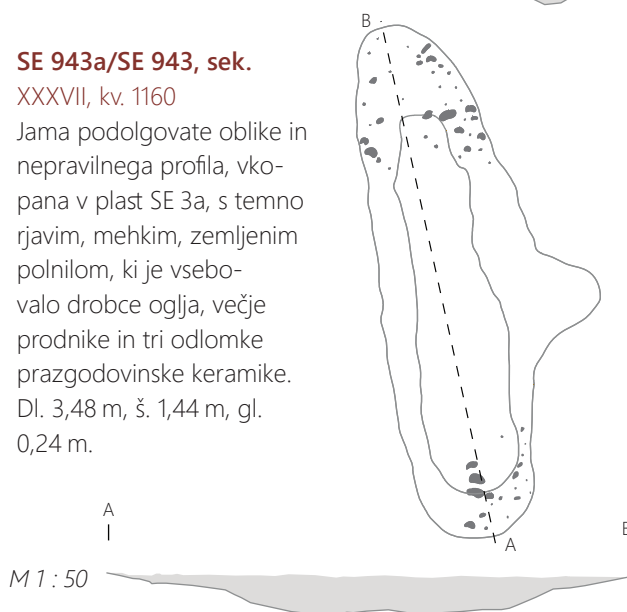 SE 943a/SE 943, sek.
XXXVII, kv. 1160
Jama podolgovate oblike in
nepravilnega profila, vko-
pana v plast SE 3a, s temno
rjavim, mehkim, zemljenim
polnilom, ki je vsebo-
valo drobce oglja, večje
prodnike in tri odlomke
prazgodovinske keramike.
Dl. 3,48 m, š. 1,44 m, gl.
0,24 m.
B
A
A
M 1 : 50